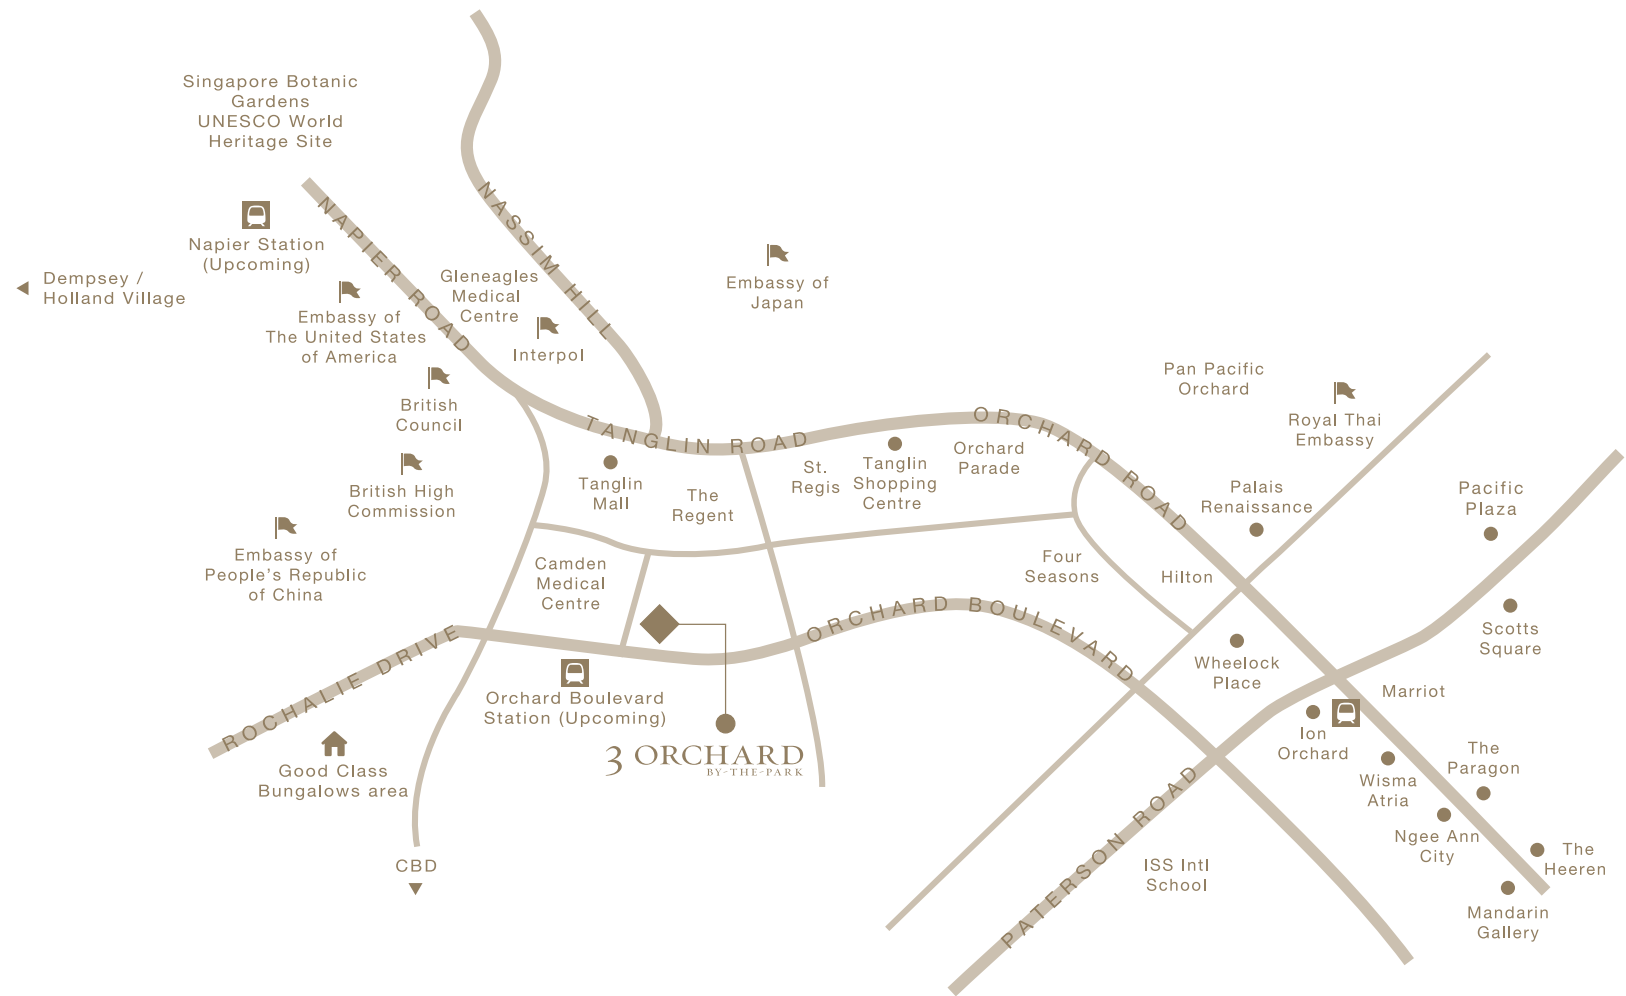 Singapore Botanic
Gardens
UNESCO World
Heritage Site
NASSIM HILL
NAPIER ROAD
Napier Station
(Upcoming)
Dempsey /
Holland Village
Gleneagles
Medical
Centre
Embassy of
Japan
Embassy of
The United States
of America
Interpol
British
Council
Pan Pacific
Orchard
Royal Thai
Embassy
TANGLIN ROAD
ORCHARD ROAD
British High
Commission
Tanglin
Mall
The
Regent
St.
Regis
Tanglin
Shopping
Centre
Orchard
Parade
Palais
Renaissance
Pacific
Plaza
Embassy of
People's Republic
of China
Camden
Medical
Centre
Four
Seasons
Hilton
ORCHARD BOULEVARD
Scotts
Square
ROCHALIE DRIVE
Orchard Boulevard
Station (Upcoming)
Wheelock
Place
Marriot
3 ORCHARD
BY-THE-PARK
Good Class
Bungalows area
Ion
Orchard
The
Paragon
Wisma
Atria
PATERSON ROAD
Ngee Ann
City
The
Heeren
CBD
ISS Intl
School
Mandarin
Gallery